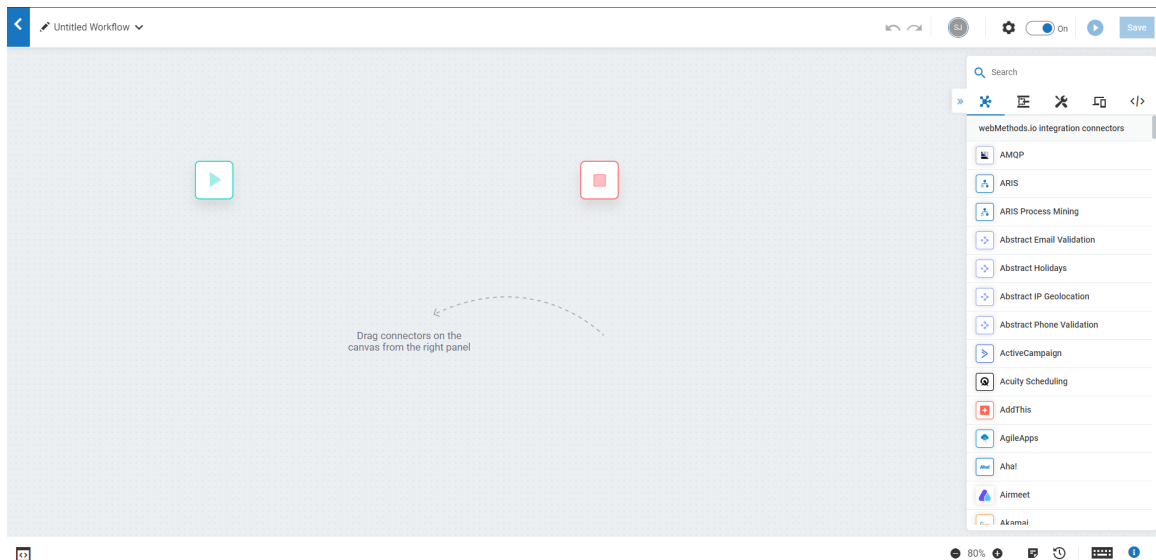 Untitled Workflow
SJ
On
Save
Search
webMethods.io integration connectors
AMQP
ARIS
ARIS Process Mining
Abstract Email Validation
Abstract Holidays
Abstract IP Geolocation
Abstract Phone Validation
ActiveCampaign
Acuity Scheduling
AddThis
AgileApps
Aha!
Aha!
Airmeet
Akamai
Drag connectors on the
canvas from the right panel
80%